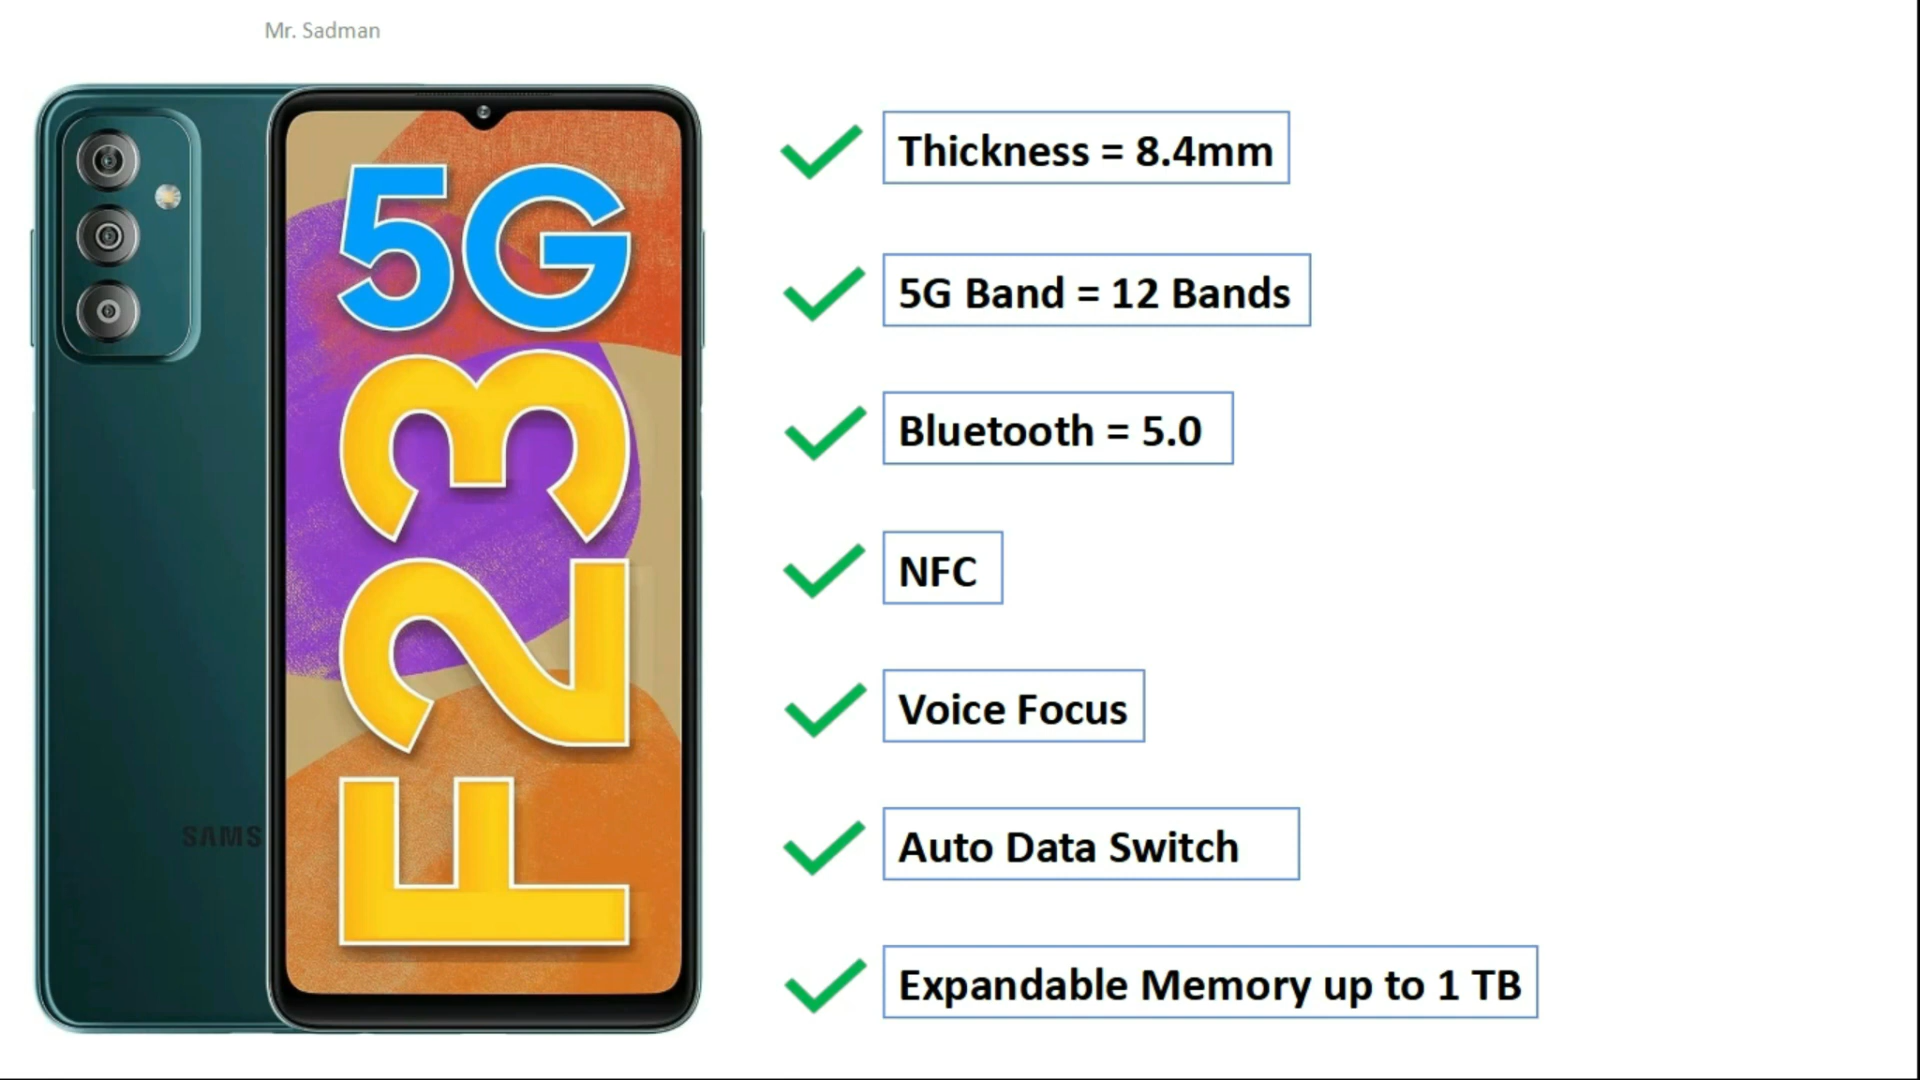 Mr. Sadman
5G
F23
SAMS
Thickness = 8.4mm
5G Band = 12 Bands
Bluetooth = 5.0
NFC
Voice Focus
Auto Data Switch
Expandable Memory up to 1 TB